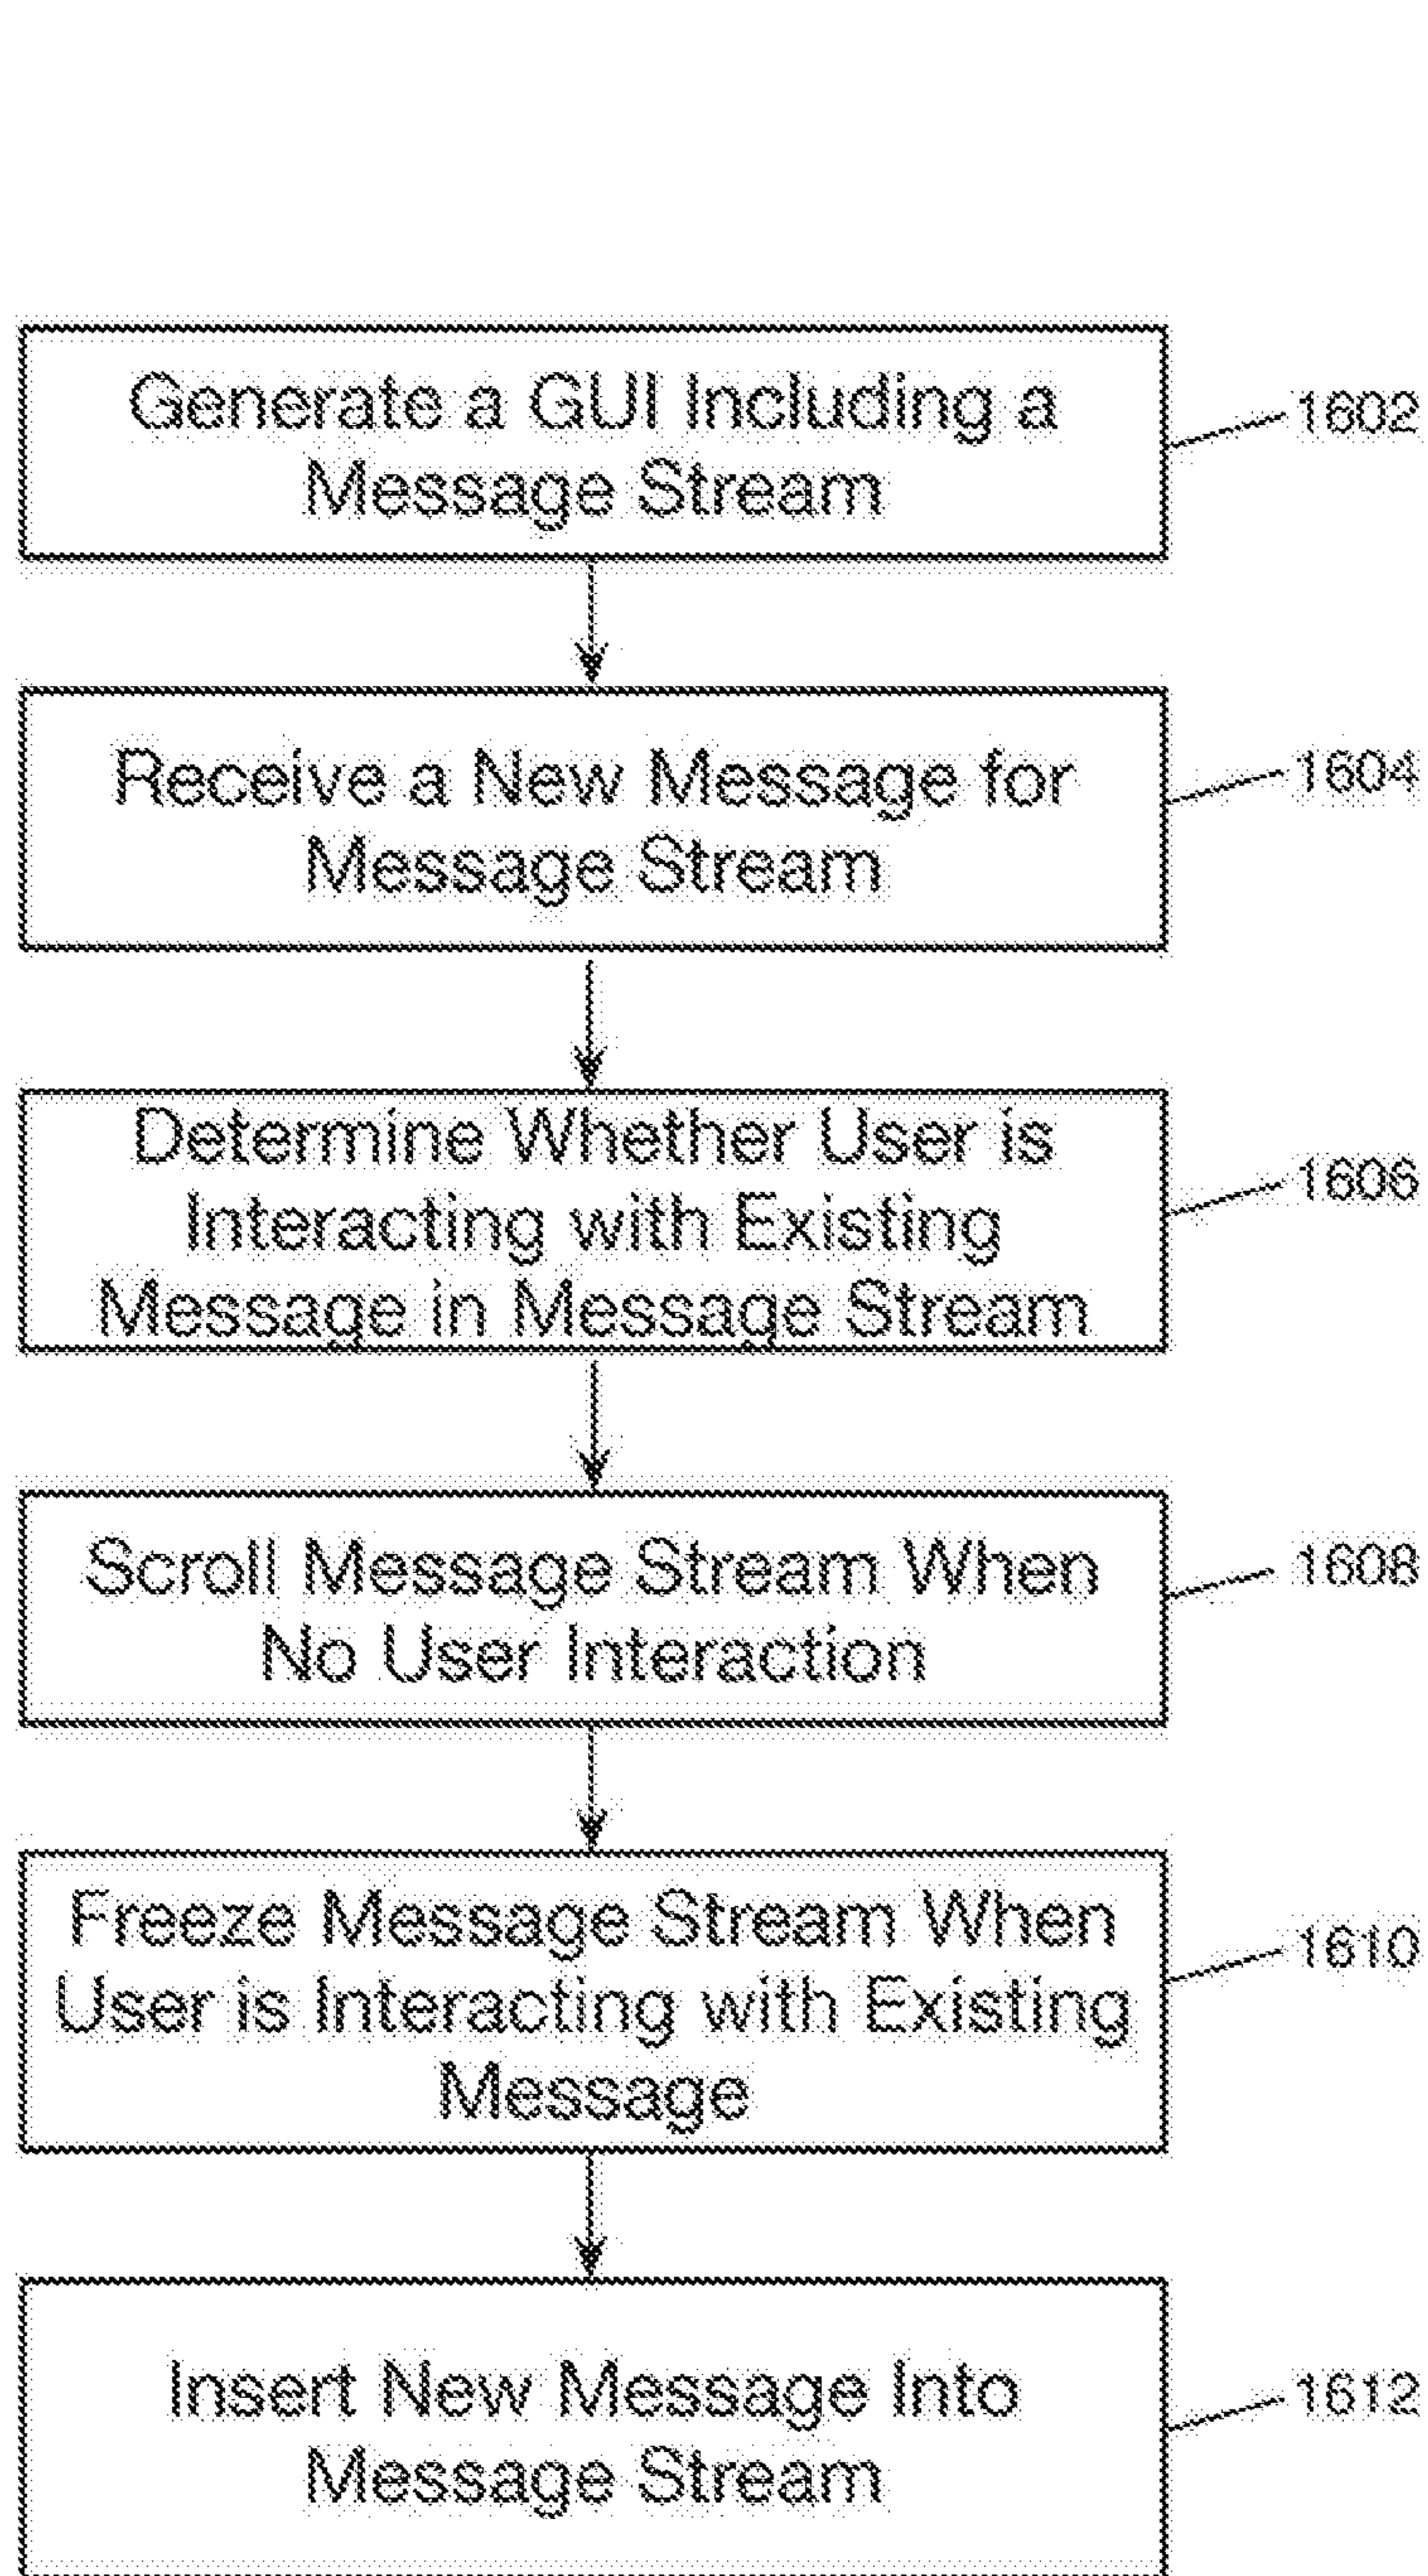 Generate a GUI Including a
Message Stream
1602
Receive a New Message for
Message Stream
1604
Determine Whether User is
Interacting with Existing
Message in Message Stream
1606
Scroll Message Stream When
No User Interaction
1608
Freeze Message Stream When
User is Interacting with Existing
Message
1610
Insert New Message Into
Message Stream
1612